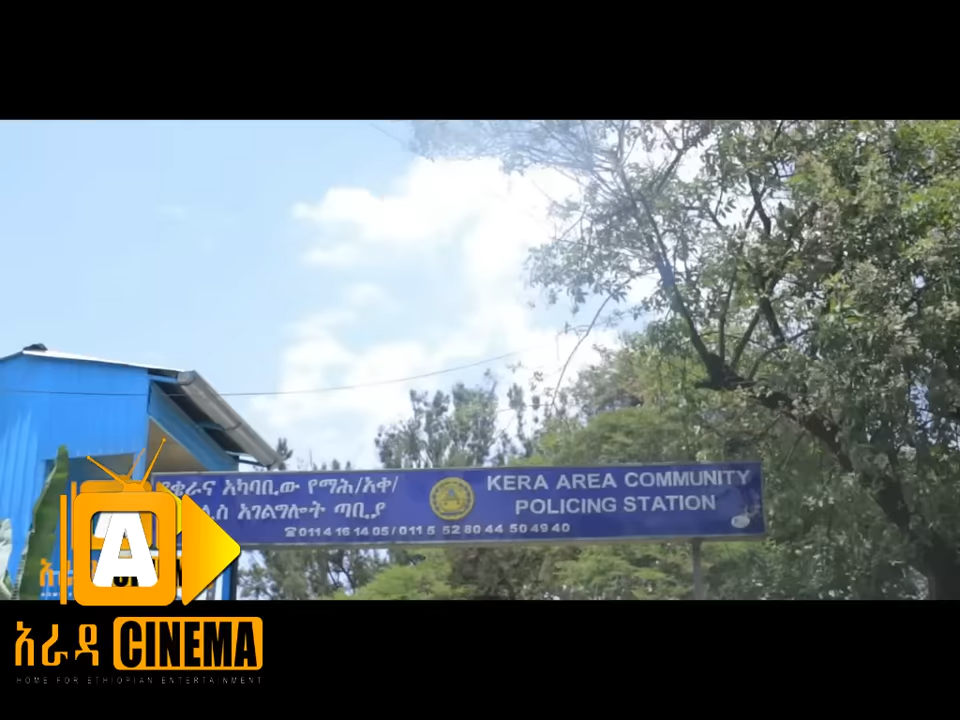 የቄራና አካባቢው የማሕ/አቀ/
KERA AREA COMMUNITY
አገልግሎት ጣቢያ
POLICING STATION
☎0114 16 14 05/011 5 52 80 44 50 49 40
A
አራዳ CINEMA
HOME FOR ETHIOPIAN ENTERTAINMENT